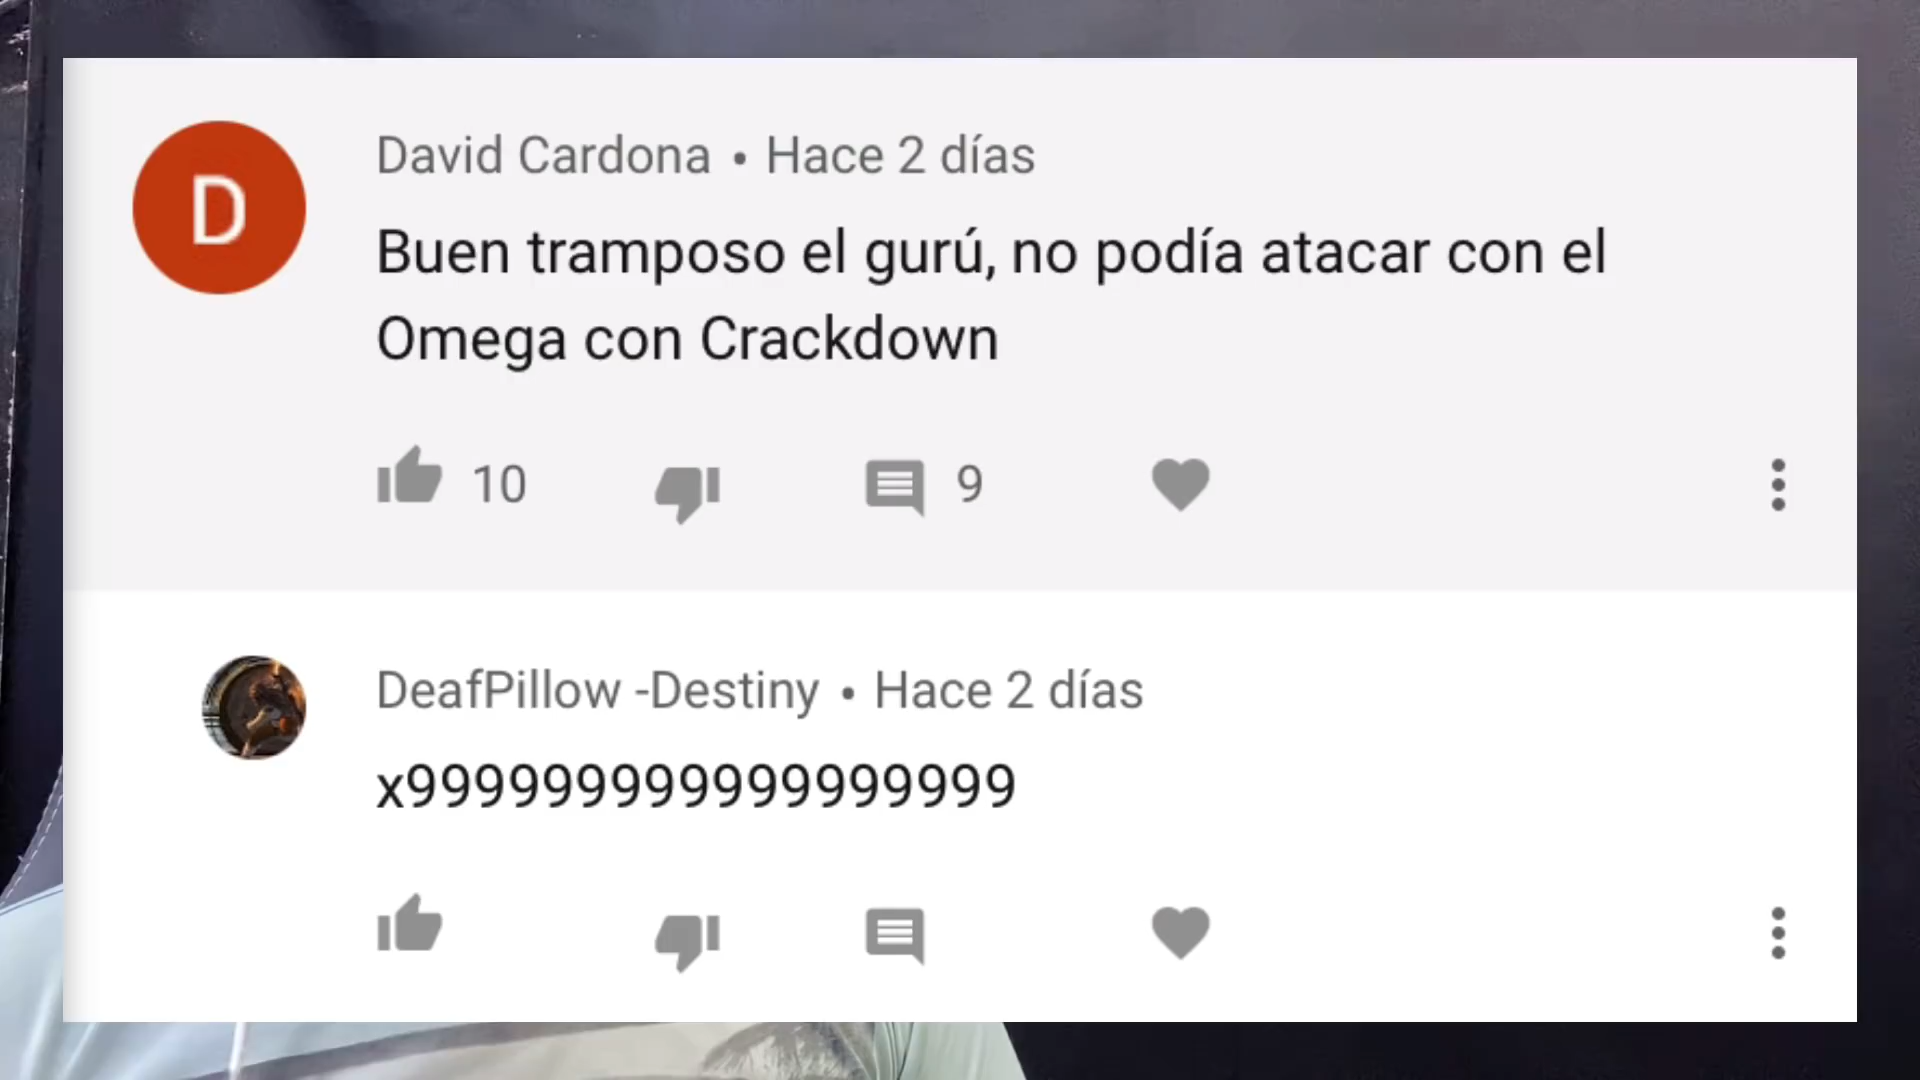 D
David Cardona • Hace 2 días
Buen tramposo el gurú, no podía atacar con el
Omega con Crackdown
10
9
DeafPillow -Destiny • Hace 2 días
x999999999999999999